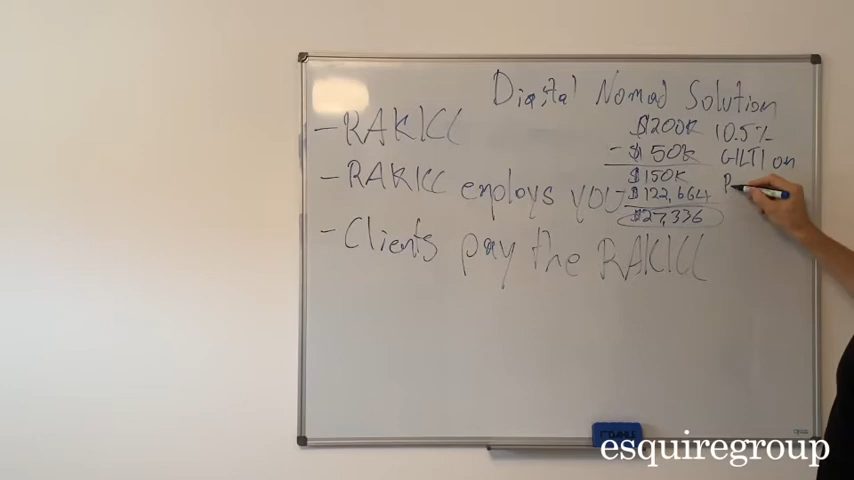 Digital Nomad Solution
- RAKICC
- RAKICC employs you
- Clients pay the RAKICC
$200K
- $50K
$150K
- $122,664
$27,336
10.5%
GILTI on
esquiregroup